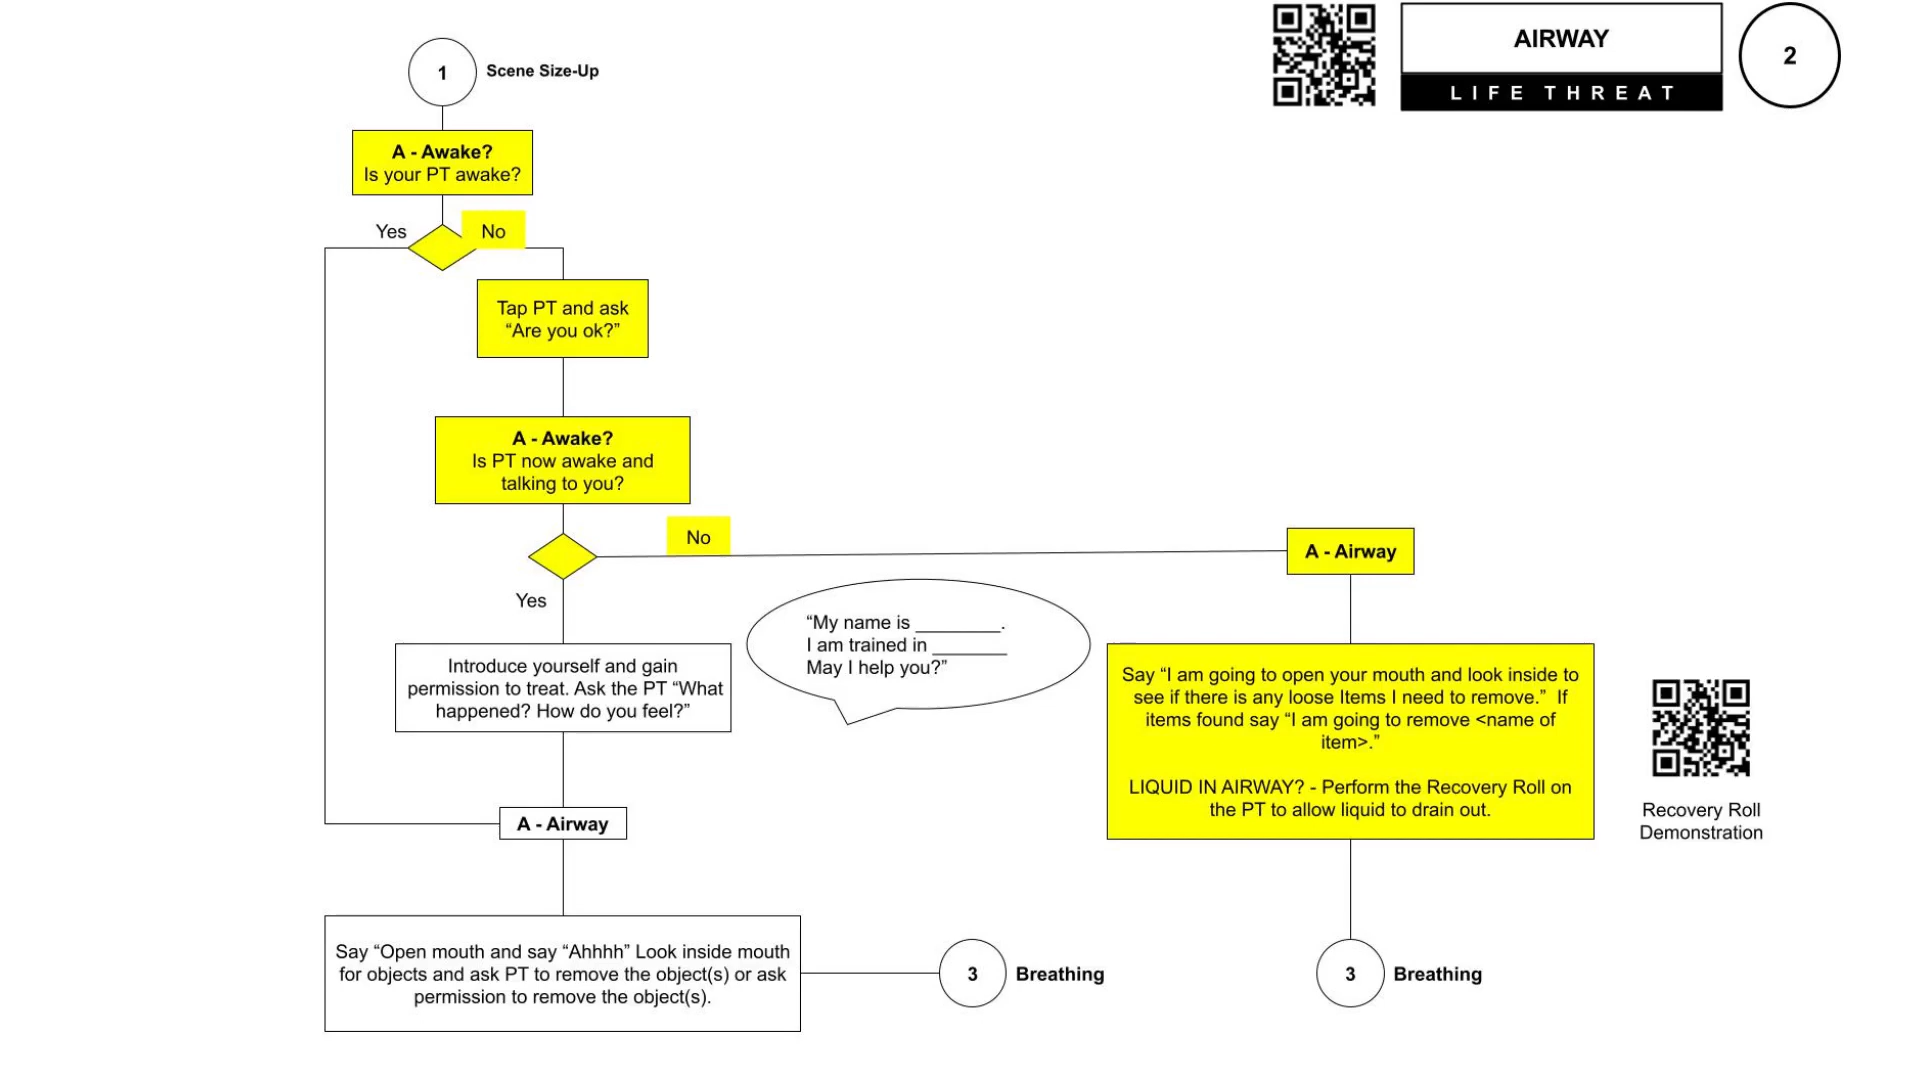 AIRWAY
LIFE THREAT
2
1
Scene Size-Up
A - Awake?
Is your PT awake?
Yes
No
Tap PT and ask
“Are you ok?”
A - Awake?
Is PT now awake and
talking to you?
No
Yes
A - Airway
“My name is ________.
I am trained in _______
May I help you?”
Introduce yourself and gain
permission to treat. Ask the PT “What
happened? How do you feel?”
Say “I am going to open your mouth and look inside to
see if there is any loose Items I need to remove.”  If
items found say “I am going to remove <name of
item>.”
LIQUID IN AIRWAY? - Perform the Recovery Roll on
the PT to allow liquid to drain out.
Recovery Roll
Demonstration
A - Airway
Say “Open mouth and say “Ahhhh” Look inside mouth
for objects and ask PT to remove the object(s) or ask
permission to remove the object(s).
3
Breathing
3
Breathing